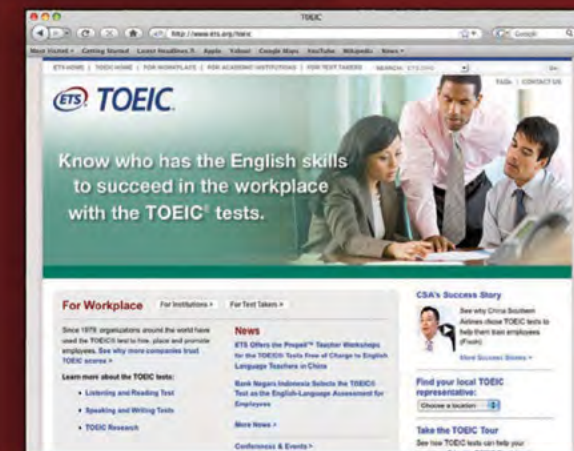 TOEIC
http://www.ets.org/toeic
Google
Most Visited Getting Started Latest Headlines Apple Yahoo! Google Maps YouTube Wikipedia News
ETS HOME | TOEIC HOME | FOR WORKPLACE | FOR ACADEMIC INSTITUTIONS | FOR TEST TAKERS SEARCH:
FAQs | CONTACT US
ETS TOEIC
Know who has the English skills
to succeed in the workplace
with the TOEIC® tests.
For Workplace
For Institutions >
For Test Takers >
Since 1979, organizations around the world have
used the TOEIC® test to hire, place and promote
employees. See why more companies trust
TOEIC scores >
Learn more about the TOEIC tests:
• Listening and Reading Test
• Speaking and Writing Tests
• TOEIC Research
News
ETS Offers the Propell™ Teacher Workshops
for the TOEIC® Tests Free of Charge to English
Language Teachers in China
Bank Negara Indonesia Selects the TOEIC®
Test as the English-Language Assessment for
Employees
More News >
Conferences & Events >
CSA's Success Story
See why China Southern
Airlines chose TOEIC tests to
help them train employees.
(Flash)
More Success Stories >
Find your local TOEIC
representative:
Choose a location
Take the TOEIC Tour
See how TOEIC tests can help your